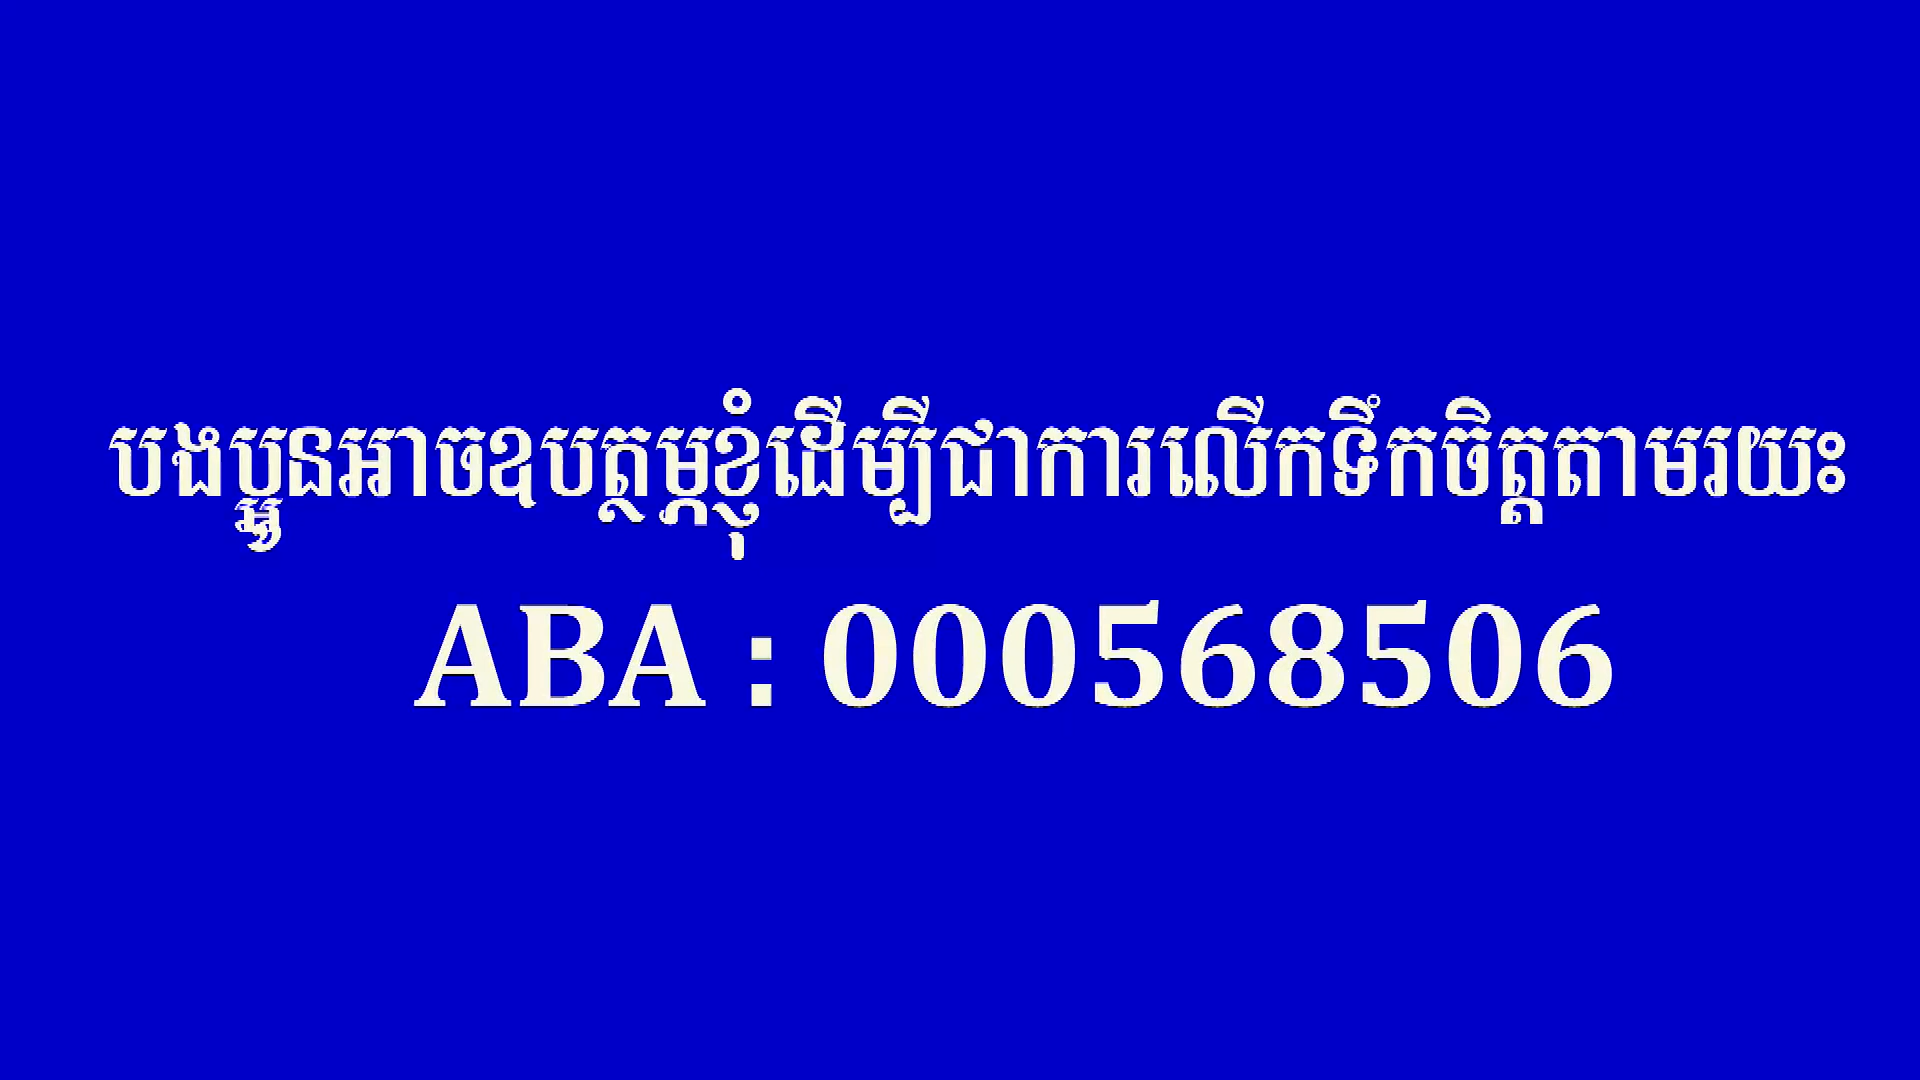 បងប្អូនអាចឧបត្ថម្ភខ្ញុំដើម្បីជាការលើកទឹកចិត្តតាមរយះ
ABA : 000568506